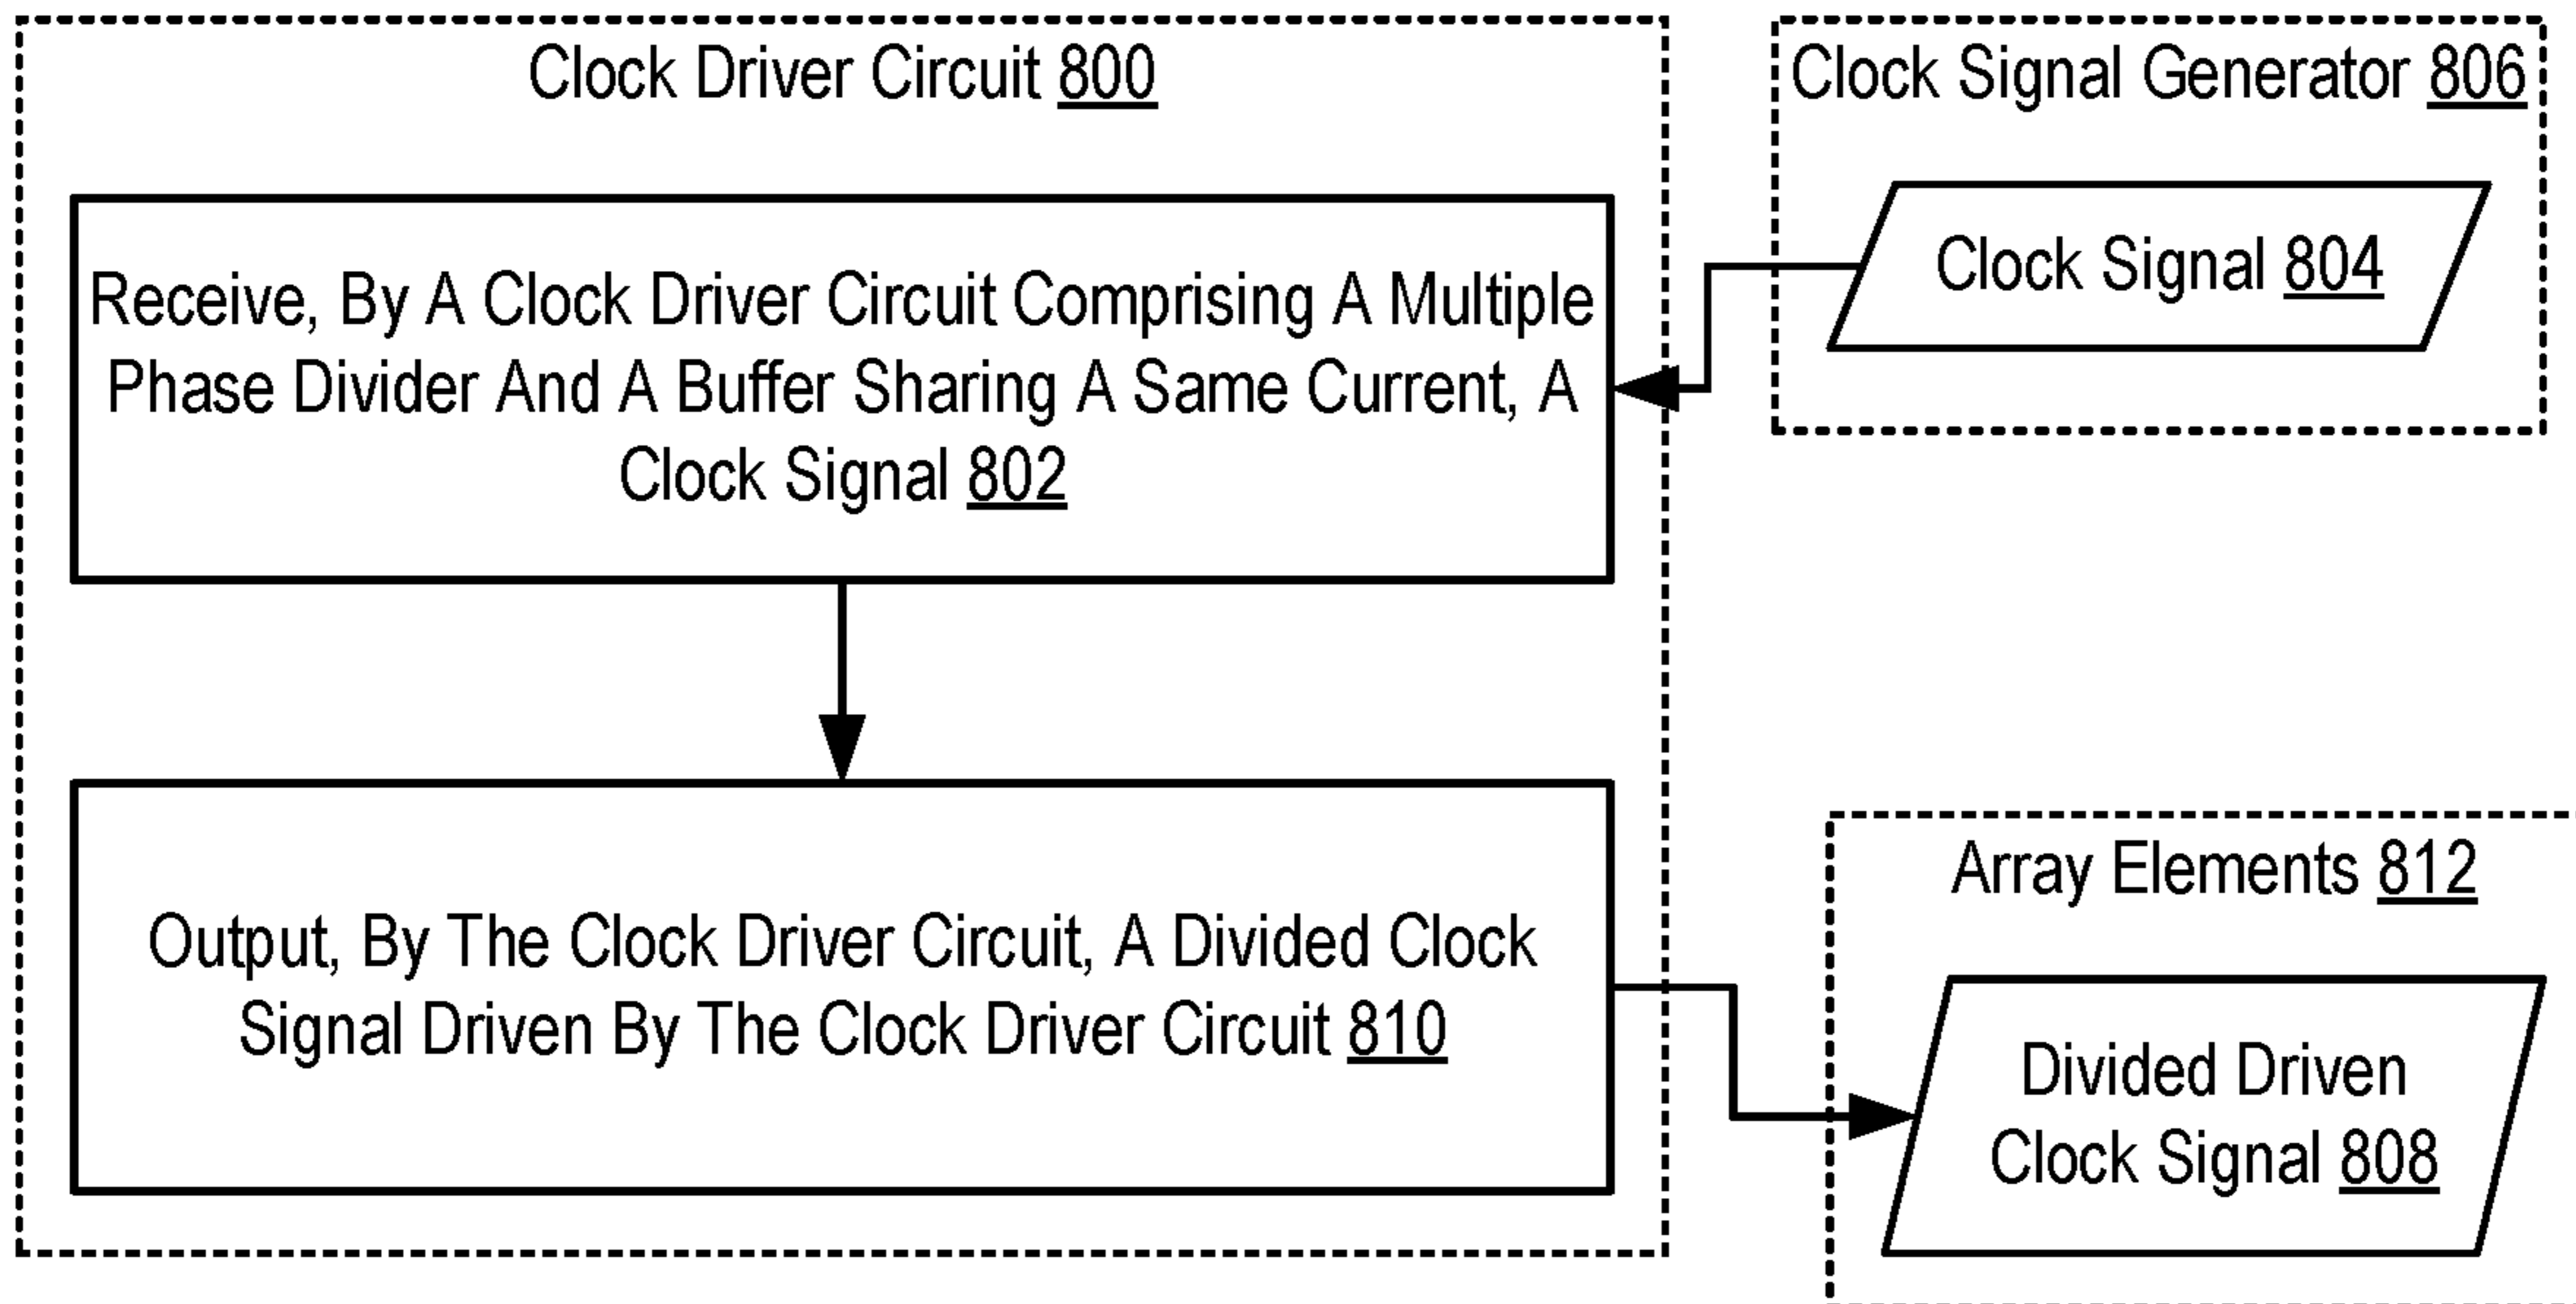 Clock Driver Circuit 800
Receive, By A Clock Driver Circuit Comprising A Multiple
Phase Divider And A Buffer Sharing A Same Current, A
Clock Signal 802
Output, By The Clock Driver Circuit, A Divided Clock
Signal Driven By The Clock Driver Circuit 810
Clock Signal Generator 806
Clock Signal 804
Array Elements 812
Divided Driven
Clock Signal 808